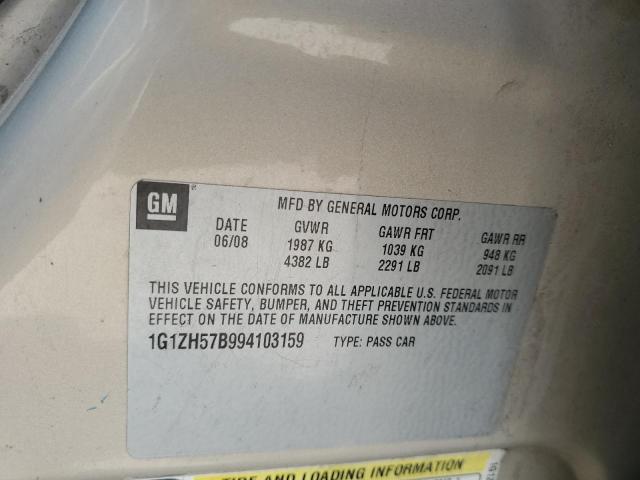 GM
MFD BY GENERAL MOTORS CORP.
DATE GVWR GAWR FRT GAWR RR
06/08 1987 KG 1039 KG 948 KG
4382 LB 2291 LB 2091 LB
THIS VEHICLE CONFORMS TO ALL APPLICABLE U.S. FEDERAL MOTOR
VEHICLE SAFETY, BUMPER, AND THEFT PREVENTION STANDARDS IN
EFFECT ON THE DATE OF MANUFACTURE SHOWN ABOVE.
1G1ZH57B994103159 TYPE: PASS CAR
TIRE AND LOADING INFORMATION